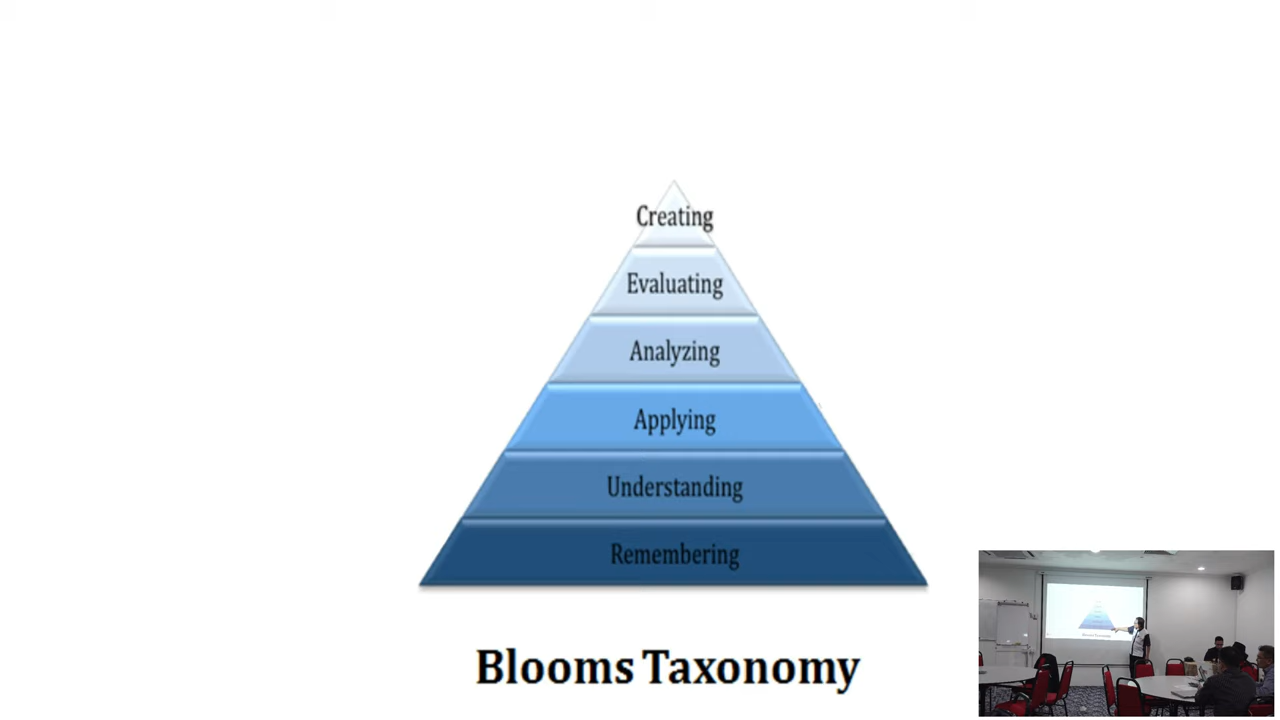 Creating
Evaluating
Analyzing
Applying
Understanding
Remembering
Blooms Taxonomy